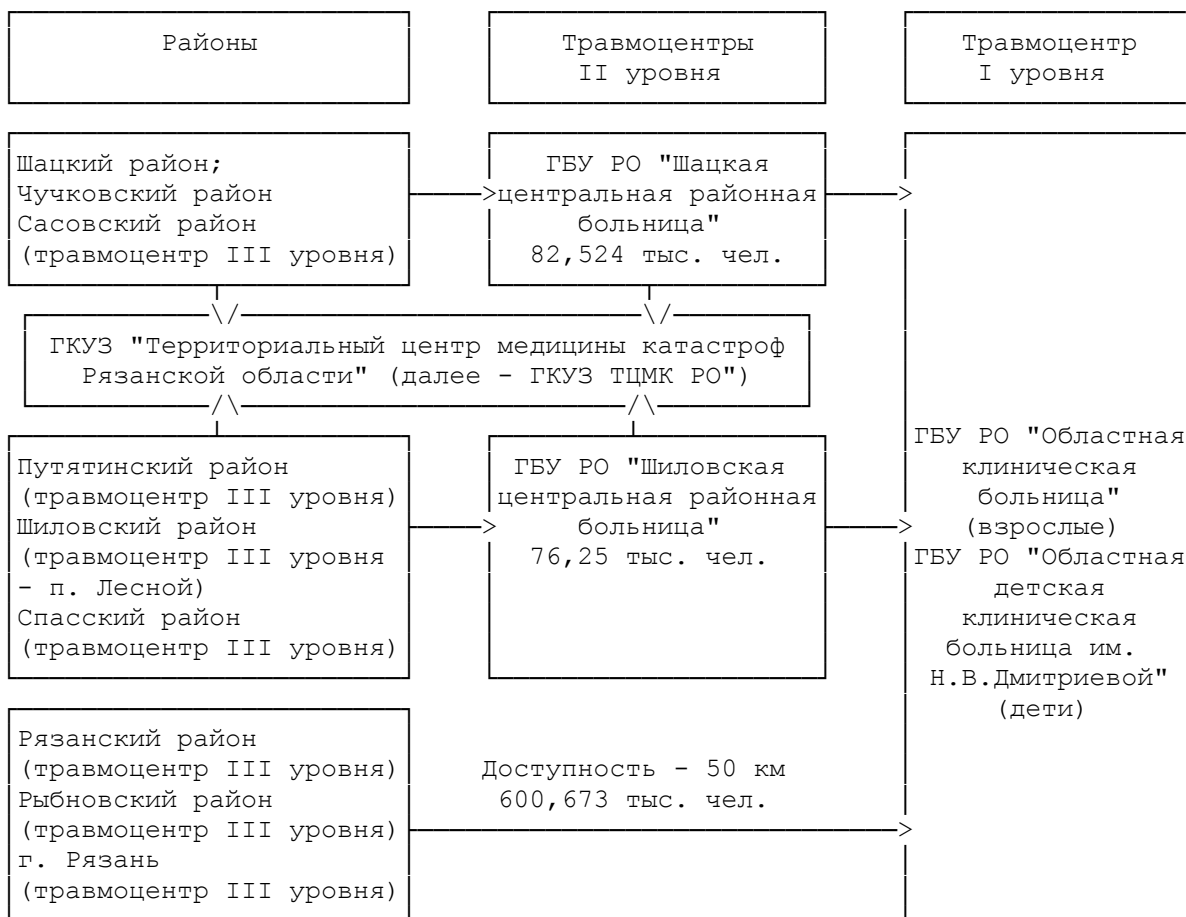 Районы
Травмоцентры
II уровня
Травмоцентр
I уровня
Шацкий район;
Чучковский район
Сасовский район
(травмоцентр III уровня)
ГБУ РО "Шацкая
центральная районная
больница"
82,524 тыс. чел.
ГКУЗ "Территориальный центр медицины катастроф
Рязанской области" (далее - ГКУЗ ТЦМК РО")
Путятинский район
(травмоцентр III уровня)
Шиловский район
(травмоцентр III уровня
- п. Лесной)
Спасский район
(травмоцентр III уровня)
ГБУ РО "Шиловская
центральная районная
больница"
76,25 тыс. чел.
ГБУ РО "Областная
клиническая
больница"
(взрослые)
ГБУ РО "Областная
детская
клиническая
больница им.
Н.В.Дмитриевой"
(дети)
Рязанский район
(травмоцентр III уровня)
Рыбновский район
(травмоцентр III уровня)
г. Рязань
(травмоцентр III уровня)
Доступность - 50 км
600,673 тыс. чел.